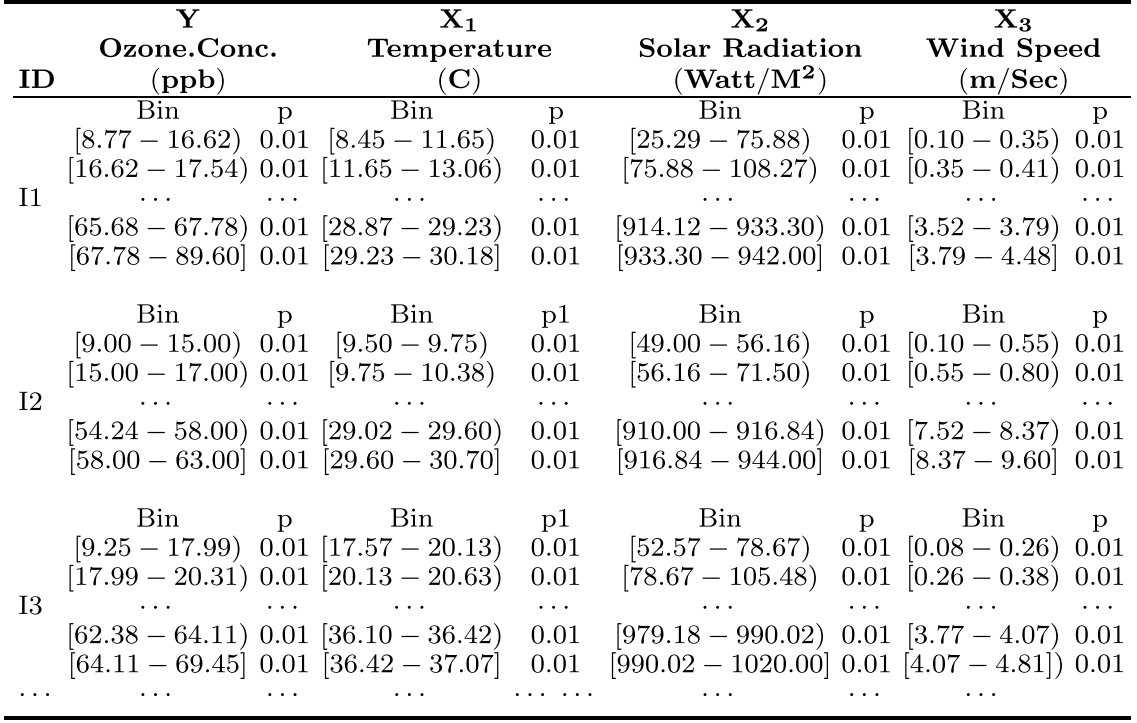 Y X₁ X₂ X₃
Ozone.Conc. Temperature Solar Radiation Wind Speed
ID (ppb) (C) (Watt/M²) (m/Sec)
Bin p Bin p Bin p Bin p
[8.77 − 16.62) 0.01 [8.45 − 11.65) 0.01 [25.29 − 75.88) 0.01 [0.10 − 0.35) 0.01
[16.62 − 17.54) 0.01 [11.65 − 13.06) 0.01 [75.88 − 108.27) 0.01 [0.35 − 0.41) 0.01
I1 ... ... ... ... ... ... ... ...
[65.68 − 67.78) 0.01 [28.87 − 29.23) 0.01 [914.12 − 933.30) 0.01 [3.52 − 3.79) 0.01
[67.78 − 89.60] 0.01 [29.23 − 30.18] 0.01 [933.30 − 942.00] 0.01 [3.79 − 4.48] 0.01
Bin p Bin p1 Bin p Bin p
[9.00 − 15.00) 0.01 [9.50 − 9.75) 0.01 [49.00 − 56.16) 0.01 [0.10 − 0.55) 0.01
[15.00 − 17.00) 0.01 [9.75 − 10.38) 0.01 [56.16 − 71.50) 0.01 [0.55 − 0.80) 0.01
I2 ... ... ... ... ... ... ... ...
[54.24 − 58.00) 0.01 [29.02 − 29.60) 0.01 [910.00 − 916.84) 0.01 [7.52 − 8.37) 0.01
[58.00 − 63.00] 0.01 [29.60 − 30.70] 0.01 [916.84 − 944.00] 0.01 [8.37 − 9.60] 0.01
Bin p Bin p1 Bin p Bin p
[9.25 − 17.99) 0.01 [17.57 − 20.13) 0.01 [52.57 − 78.67) 0.01 [0.08 − 0.26) 0.01
[17.99 − 20.31) 0.01 [20.13 − 20.63) 0.01 [78.67 − 105.48) 0.01 [0.26 − 0.38) 0.01
I3 ... ... ... ... ... ... ... ...
[62.38 − 64.11) 0.01 [36.10 − 36.42) 0.01 [979.18 − 990.02) 0.01 [3.77 − 4.07) 0.01
[64.11 − 69.45] 0.01 [36.42 − 37.07] 0.01 [990.02 − 1020.00] 0.01 [4.07 − 4.81]) 0.01
... ... ... ... ... ... ... ... ...